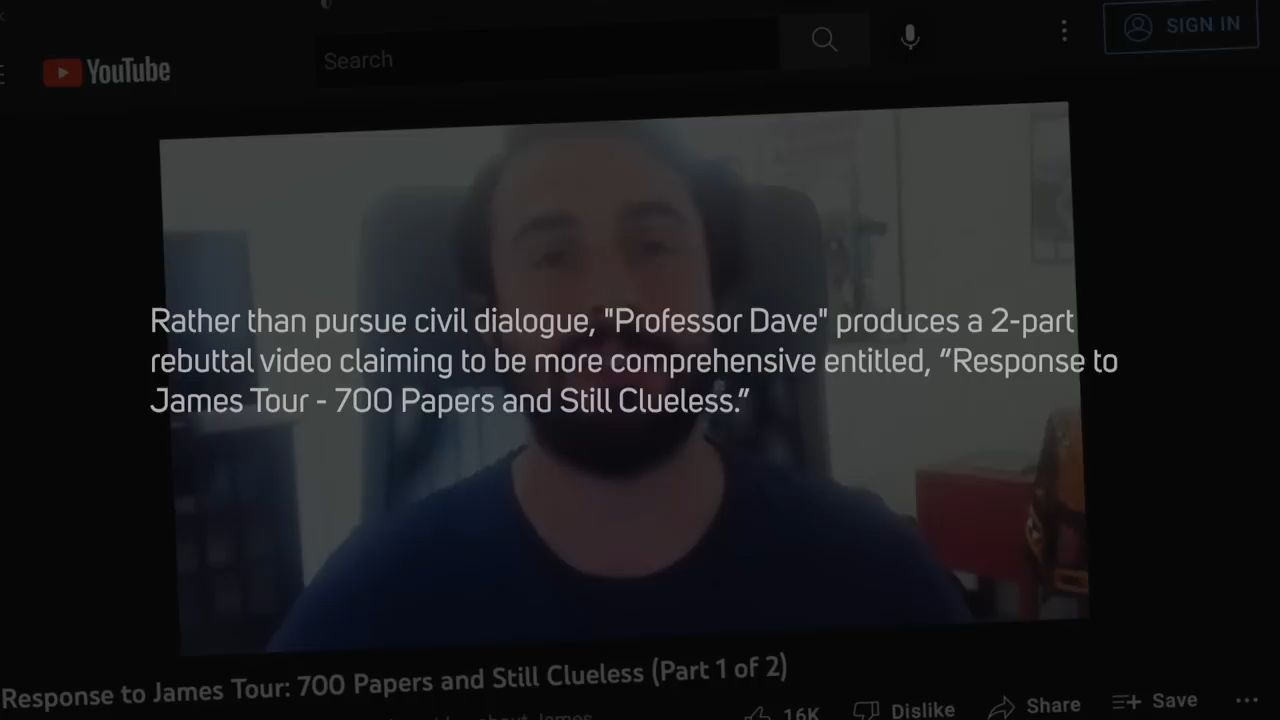 YouTube
Search
SIGN IN
Rather than pursue civil dialogue, "Professor Dave" produces a 2-part
rebuttal video claiming to be more comprehensive entitled, “Response to
James Tour - 700 Papers and Still Clueless.”
Response to James Tour: 700 Papers and Still Clueless (Part 1 of 2)
about James
16K
Dislike
Share
Save